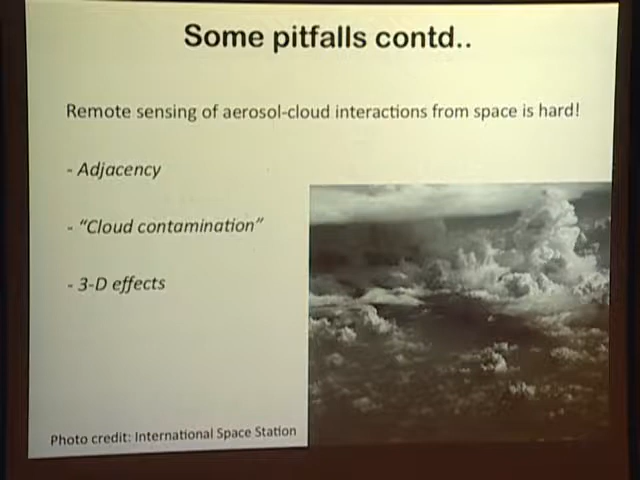 Some pitfalls contd..
Remote sensing of aerosol-cloud interactions from space is hard!
- Adjacency
- “Cloud contamination”
- 3-D effects
Photo credit: International Space Station